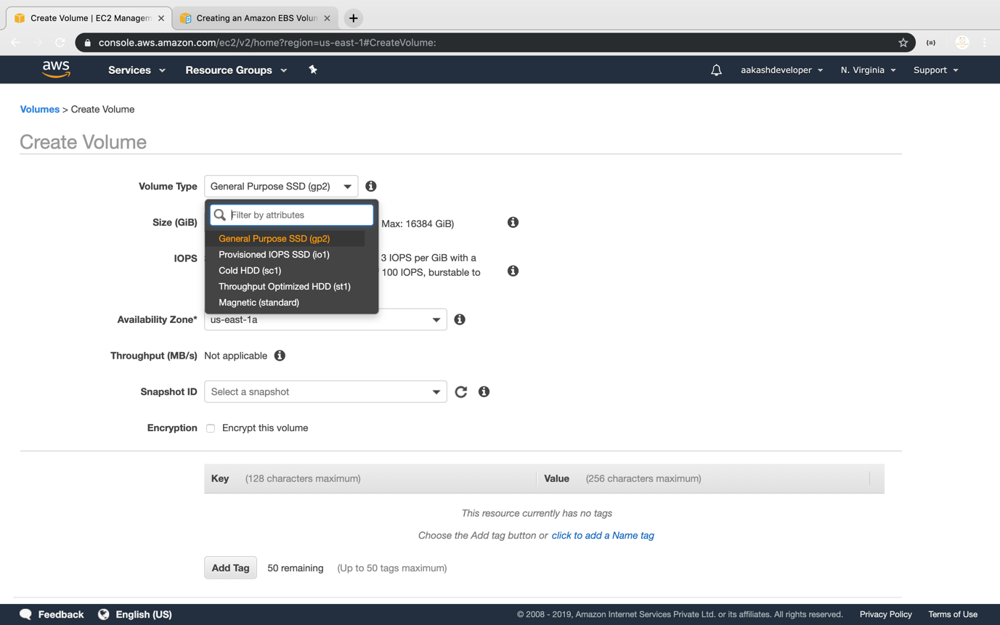 Create Volume | EC2 Managem
Creating an Amazon EBS Volun
console.aws.amazon.com/ec2/v2/home?region=us-east-1#CreateVolume:
aws Services Resource Groups aakashdeveloper N. Virginia Support
Volumes > Create Volume
Create Volume
Volume Type General Purpose SSD (gp2)
Filter by attributes
Size (GiB) Max: 16384 GiB)
General Purpose SSD (gp2)
Provisioned IOPS SSD (io1)
IOPS 3 IOPS per GiB with a
100 IOPS, burstable to
Cold HDD (sc1)
Throughput Optimized HDD (st1)
Magnetic (standard)
Availability Zone* us-east-1a
Throughput (MB/s) Not applicable
Snapshot ID Select a snapshot
Encryption Encrypt this volume
Key (128 characters maximum) Value (256 characters maximum)
This resource currently has no tags
Choose the Add tag button or click to add a Name tag
Add Tag 50 remaining (Up to 50 tags maximum)
Feedback English (US) © 2008 - 2019, Amazon Internet Services Private Ltd. or its affiliates. All rights reserved. Privacy Policy Terms of Use